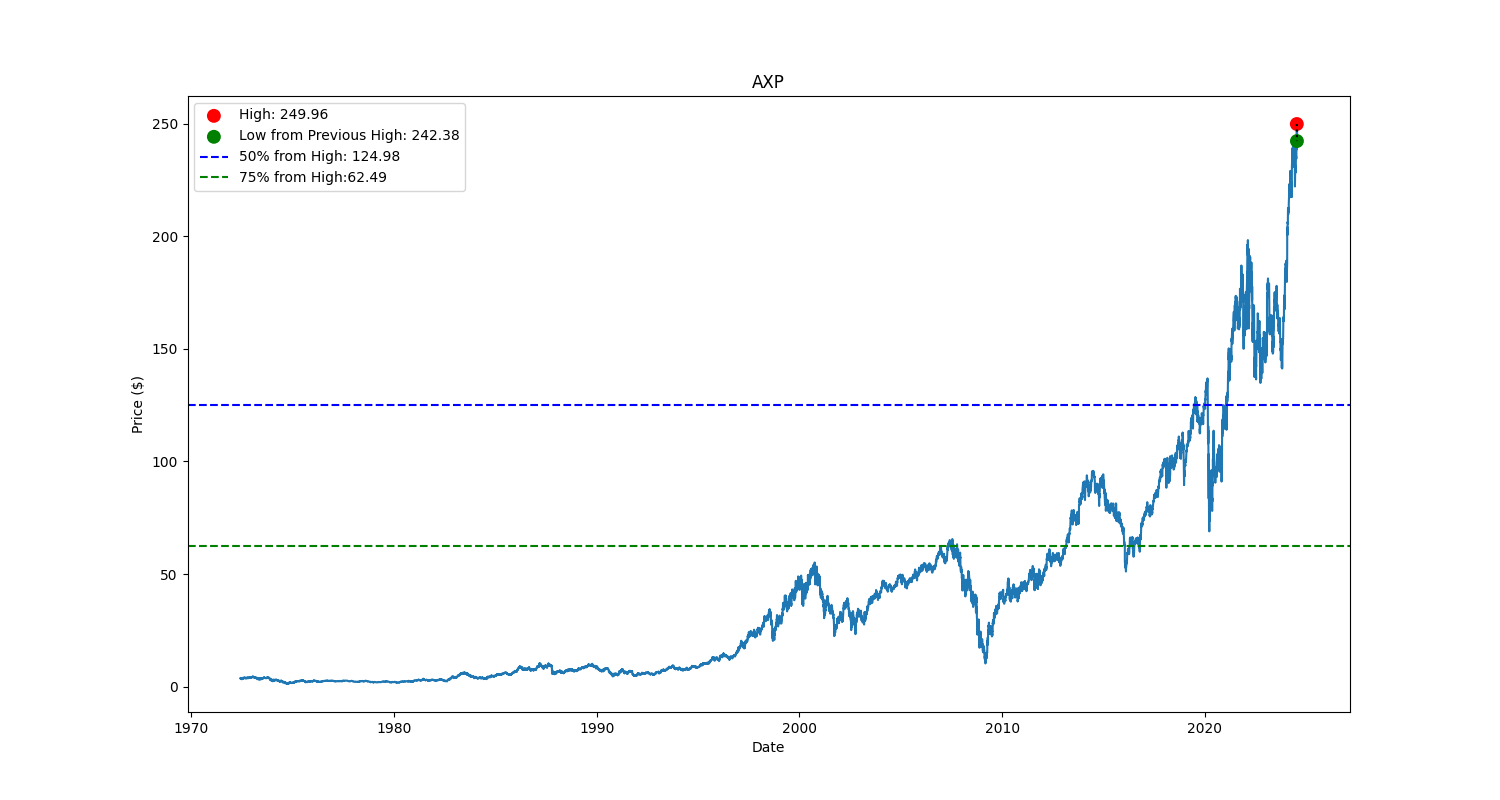 AXP
High: 249.96
Low from Previous High: 242.38
50% from High: 124.98
75% from High:62.49
Price ($)
250
200
150
100
50
0
1970 1980 1990 2000 2010 2020
Date